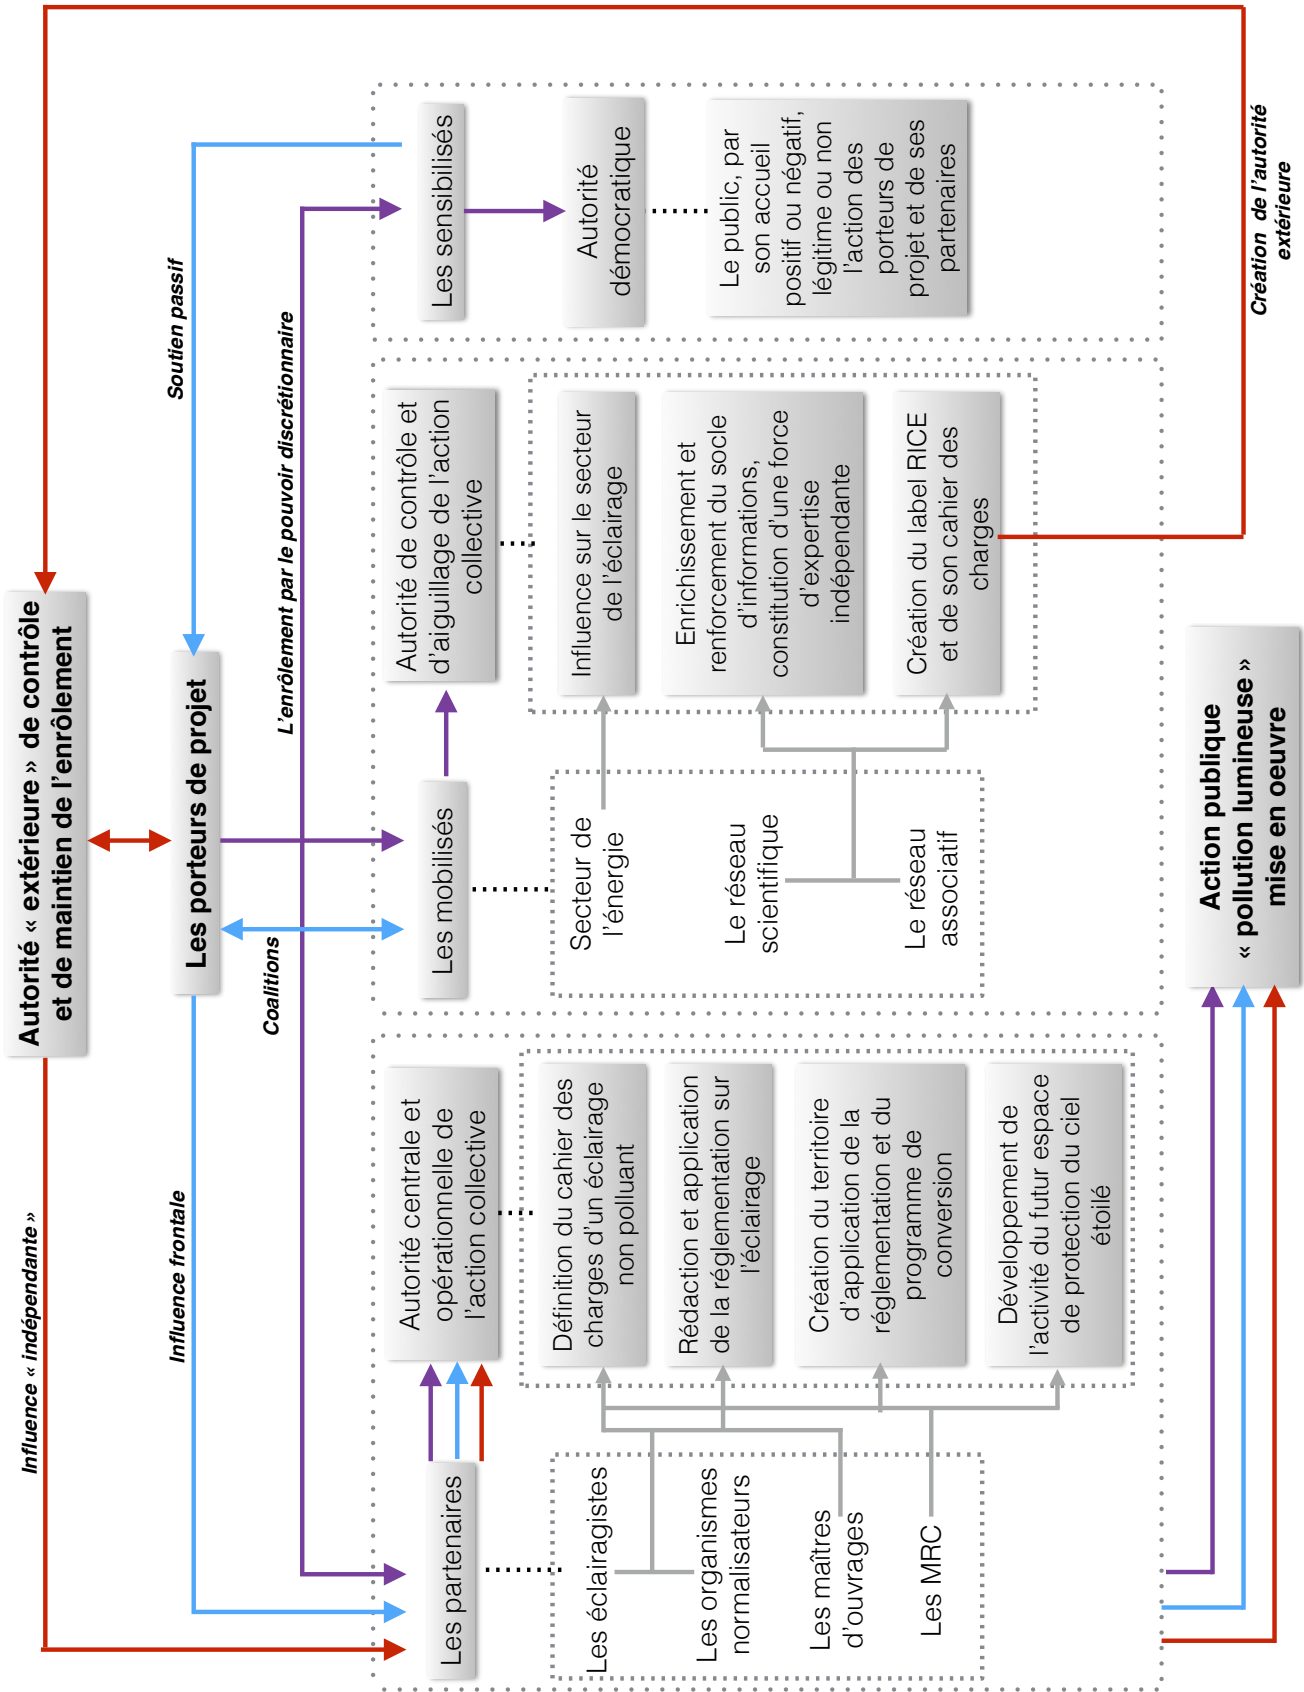 Autorité « extérieure » de contrôle
et de maintien de l'enrôlement
Influence « indépendante »
Les porteurs de projet
Influence frontale
Soutien passif
Coalitions
L'enrôlement par le pouvoir discrétionnaire
Les partenaires
Autorité centrale et
opérationnelle de
l'action collective
Les éclairagistes
Les organismes
normalisateurs
Les maîtres
d'ouvrages
Les MRC
Définition du cahier des
charges d'un éclairage
non polluant
Rédaction et application
de la réglementation sur
l'éclairage
Création du territoire
d'application de la
réglementation et du
programme de
conversion
Développement de
l'activité du futur espace
de protection du ciel
étoilé
Les mobilisés
Autorité de contrôle et
d'aiguillage de l'action
collective
Secteur de
l'énergie
Le réseau
scientifique
Le réseau
associatif
Influence sur le secteur
de l'éclairage
Enrichissement et
renforcement du socle
d'informations,
constitution d'une force
d'expertise
indépendante
Création du label RICE
et de son cahier des
charges
Les sensibilisés
Autorité
démocratique
Le public, par
son accueil
positif ou négatif,
légitime ou non
l'action des
porteurs de
projet et de ses
partenaires
Création de l'autorité
extérieure
Action publique
« pollution lumineuse »
mise en oeuvre